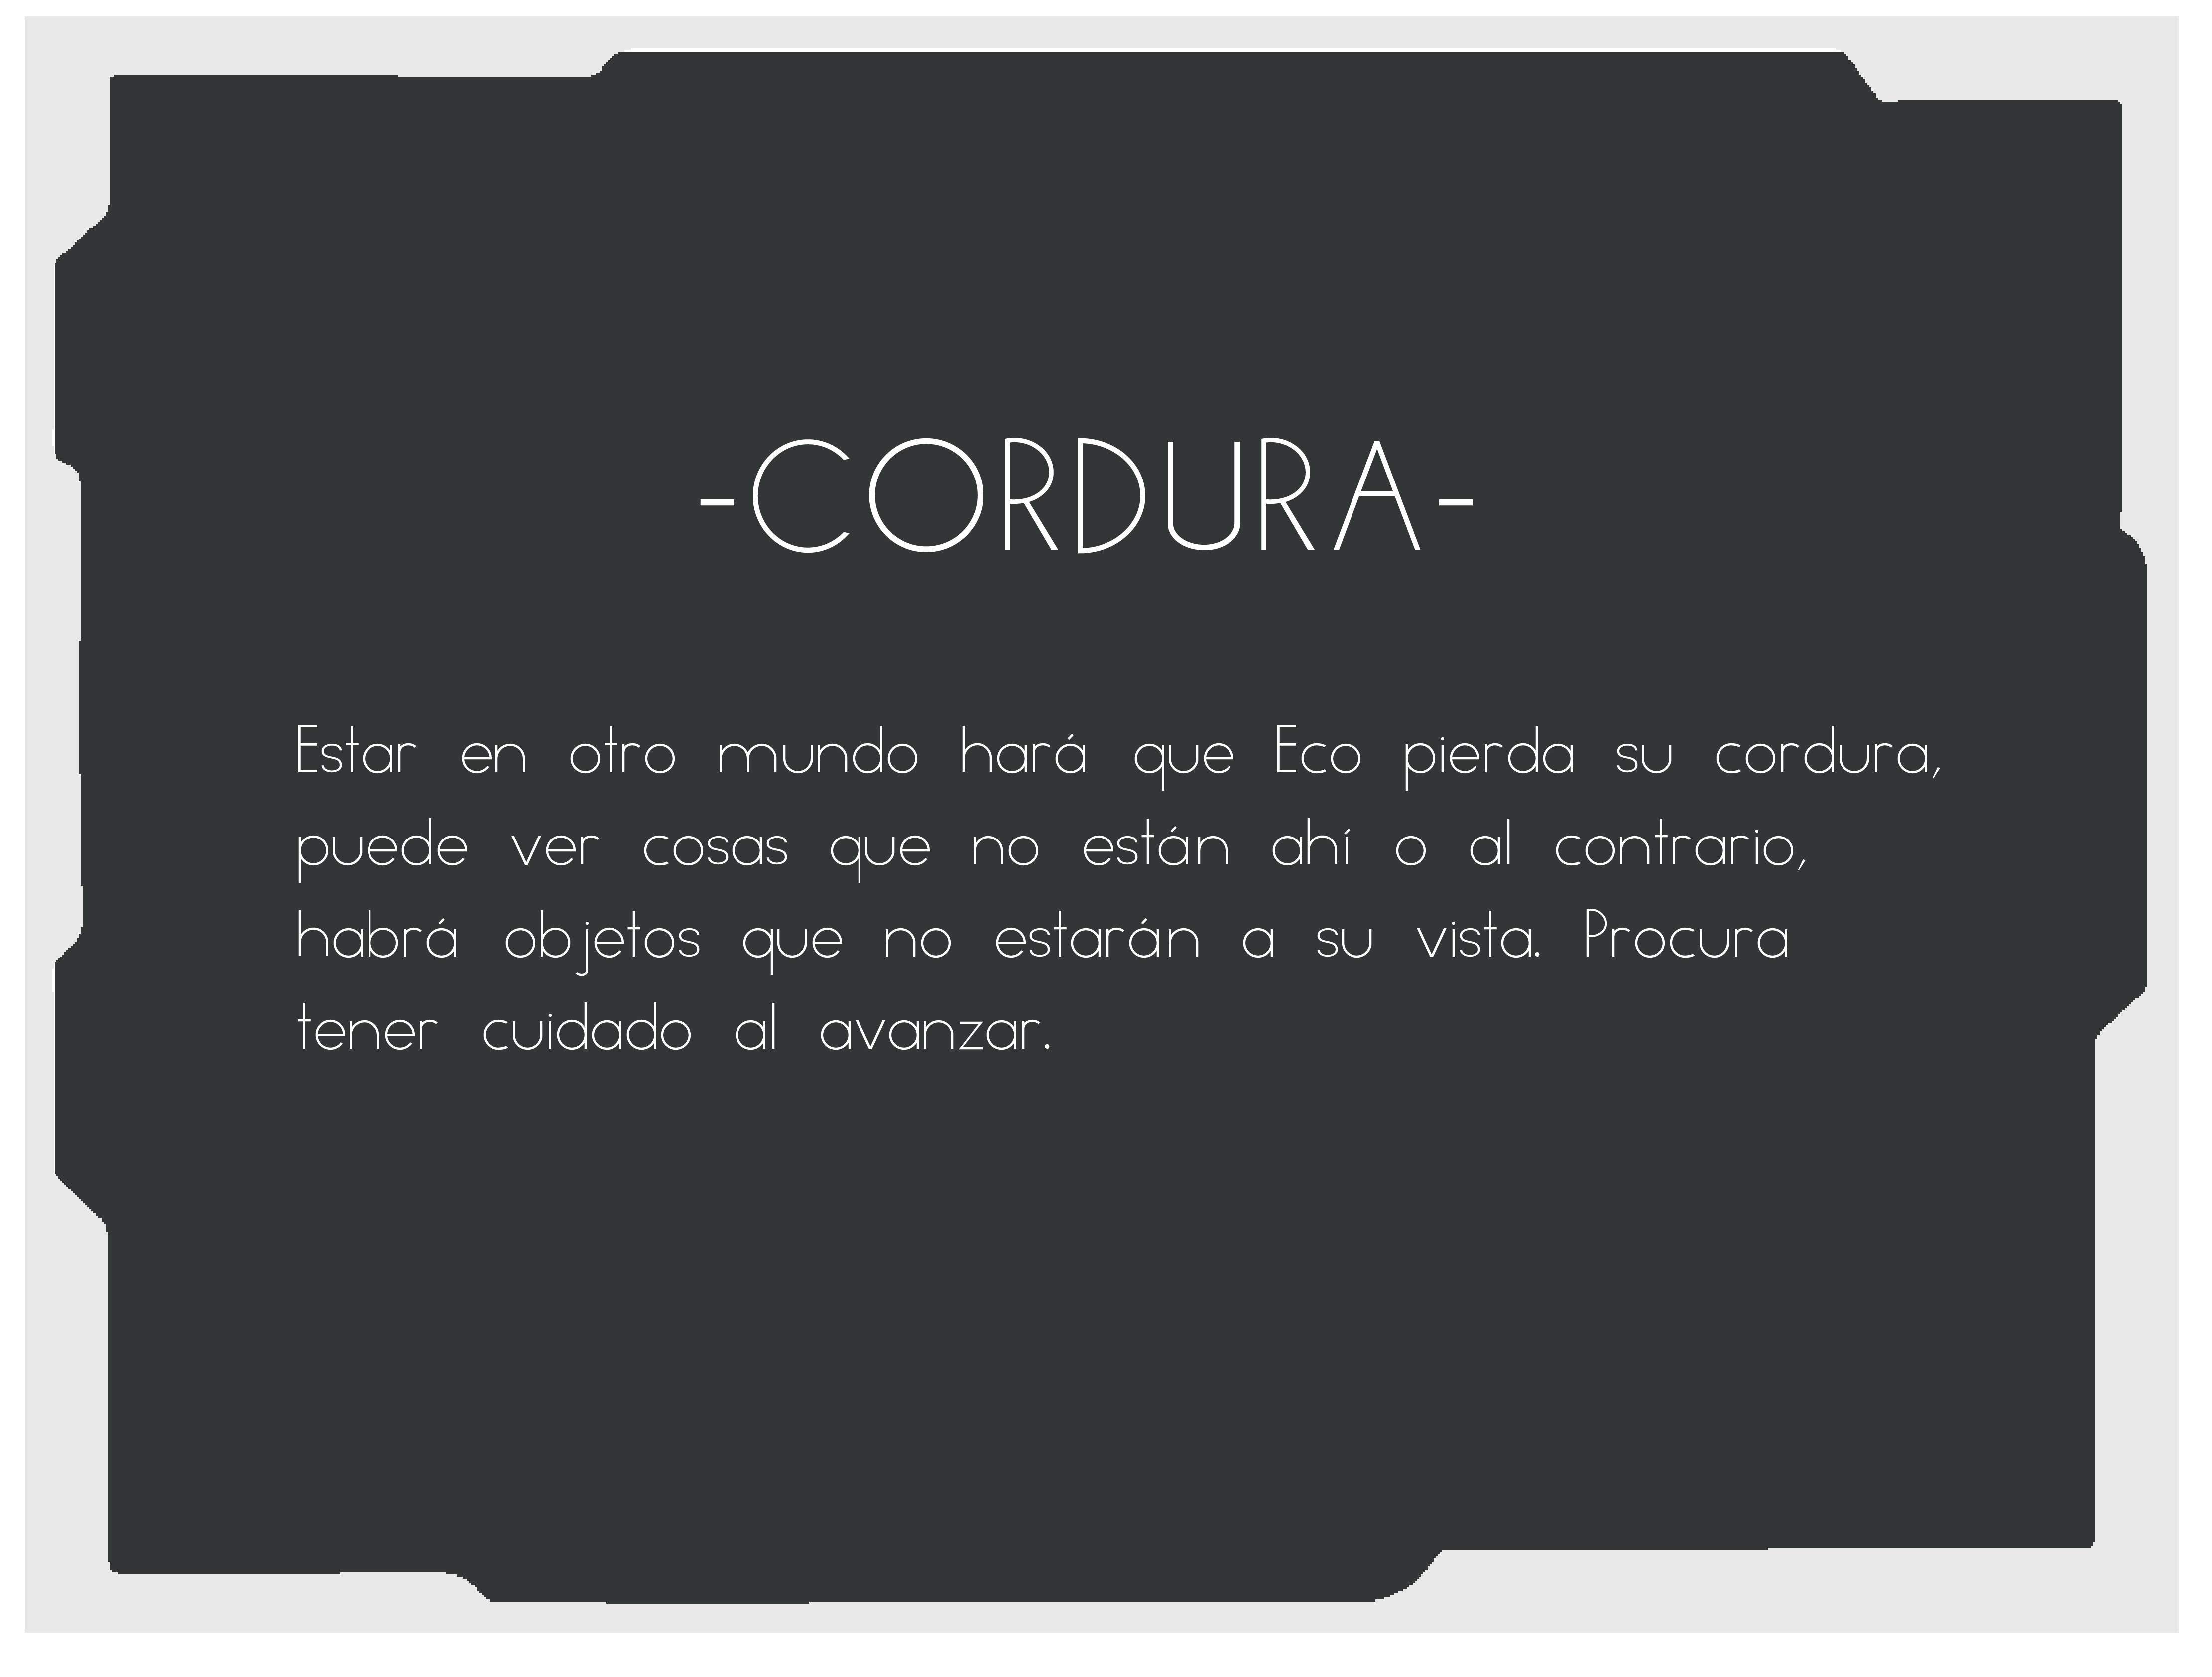 -CORDURA-
Estar en otro mundo hará que Eco pierda su cordura,
puede ver cosas que no están ahí o al contrario,
habrá objetos que no estarán a su vista. Procura
tener cuidado al avanzar.